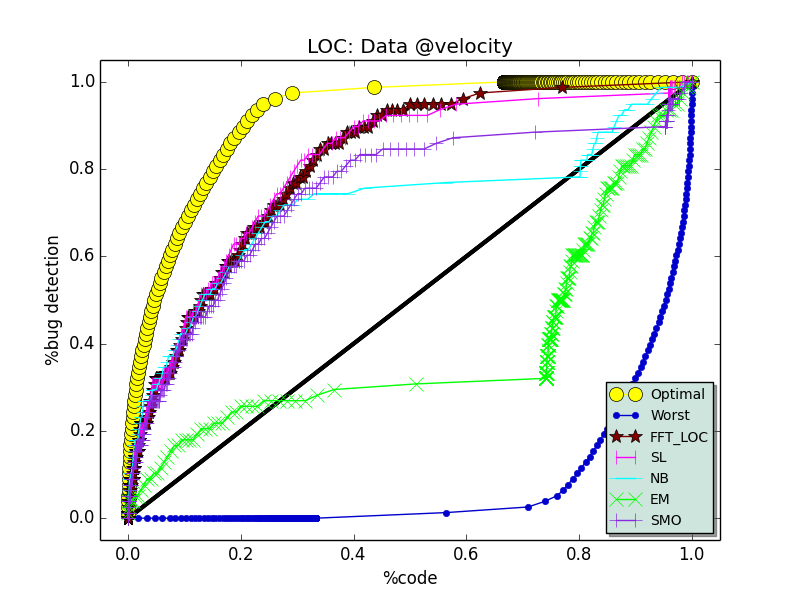 LOC: Data @velocity
%bug detection
1.0
0.8
0.6
0.4
0.2
0.0
0.0 0.2 0.4 0.6 0.8 1.0
%code
Optimal
Worst
FFT_LOC
SL
NB
EM
SMO